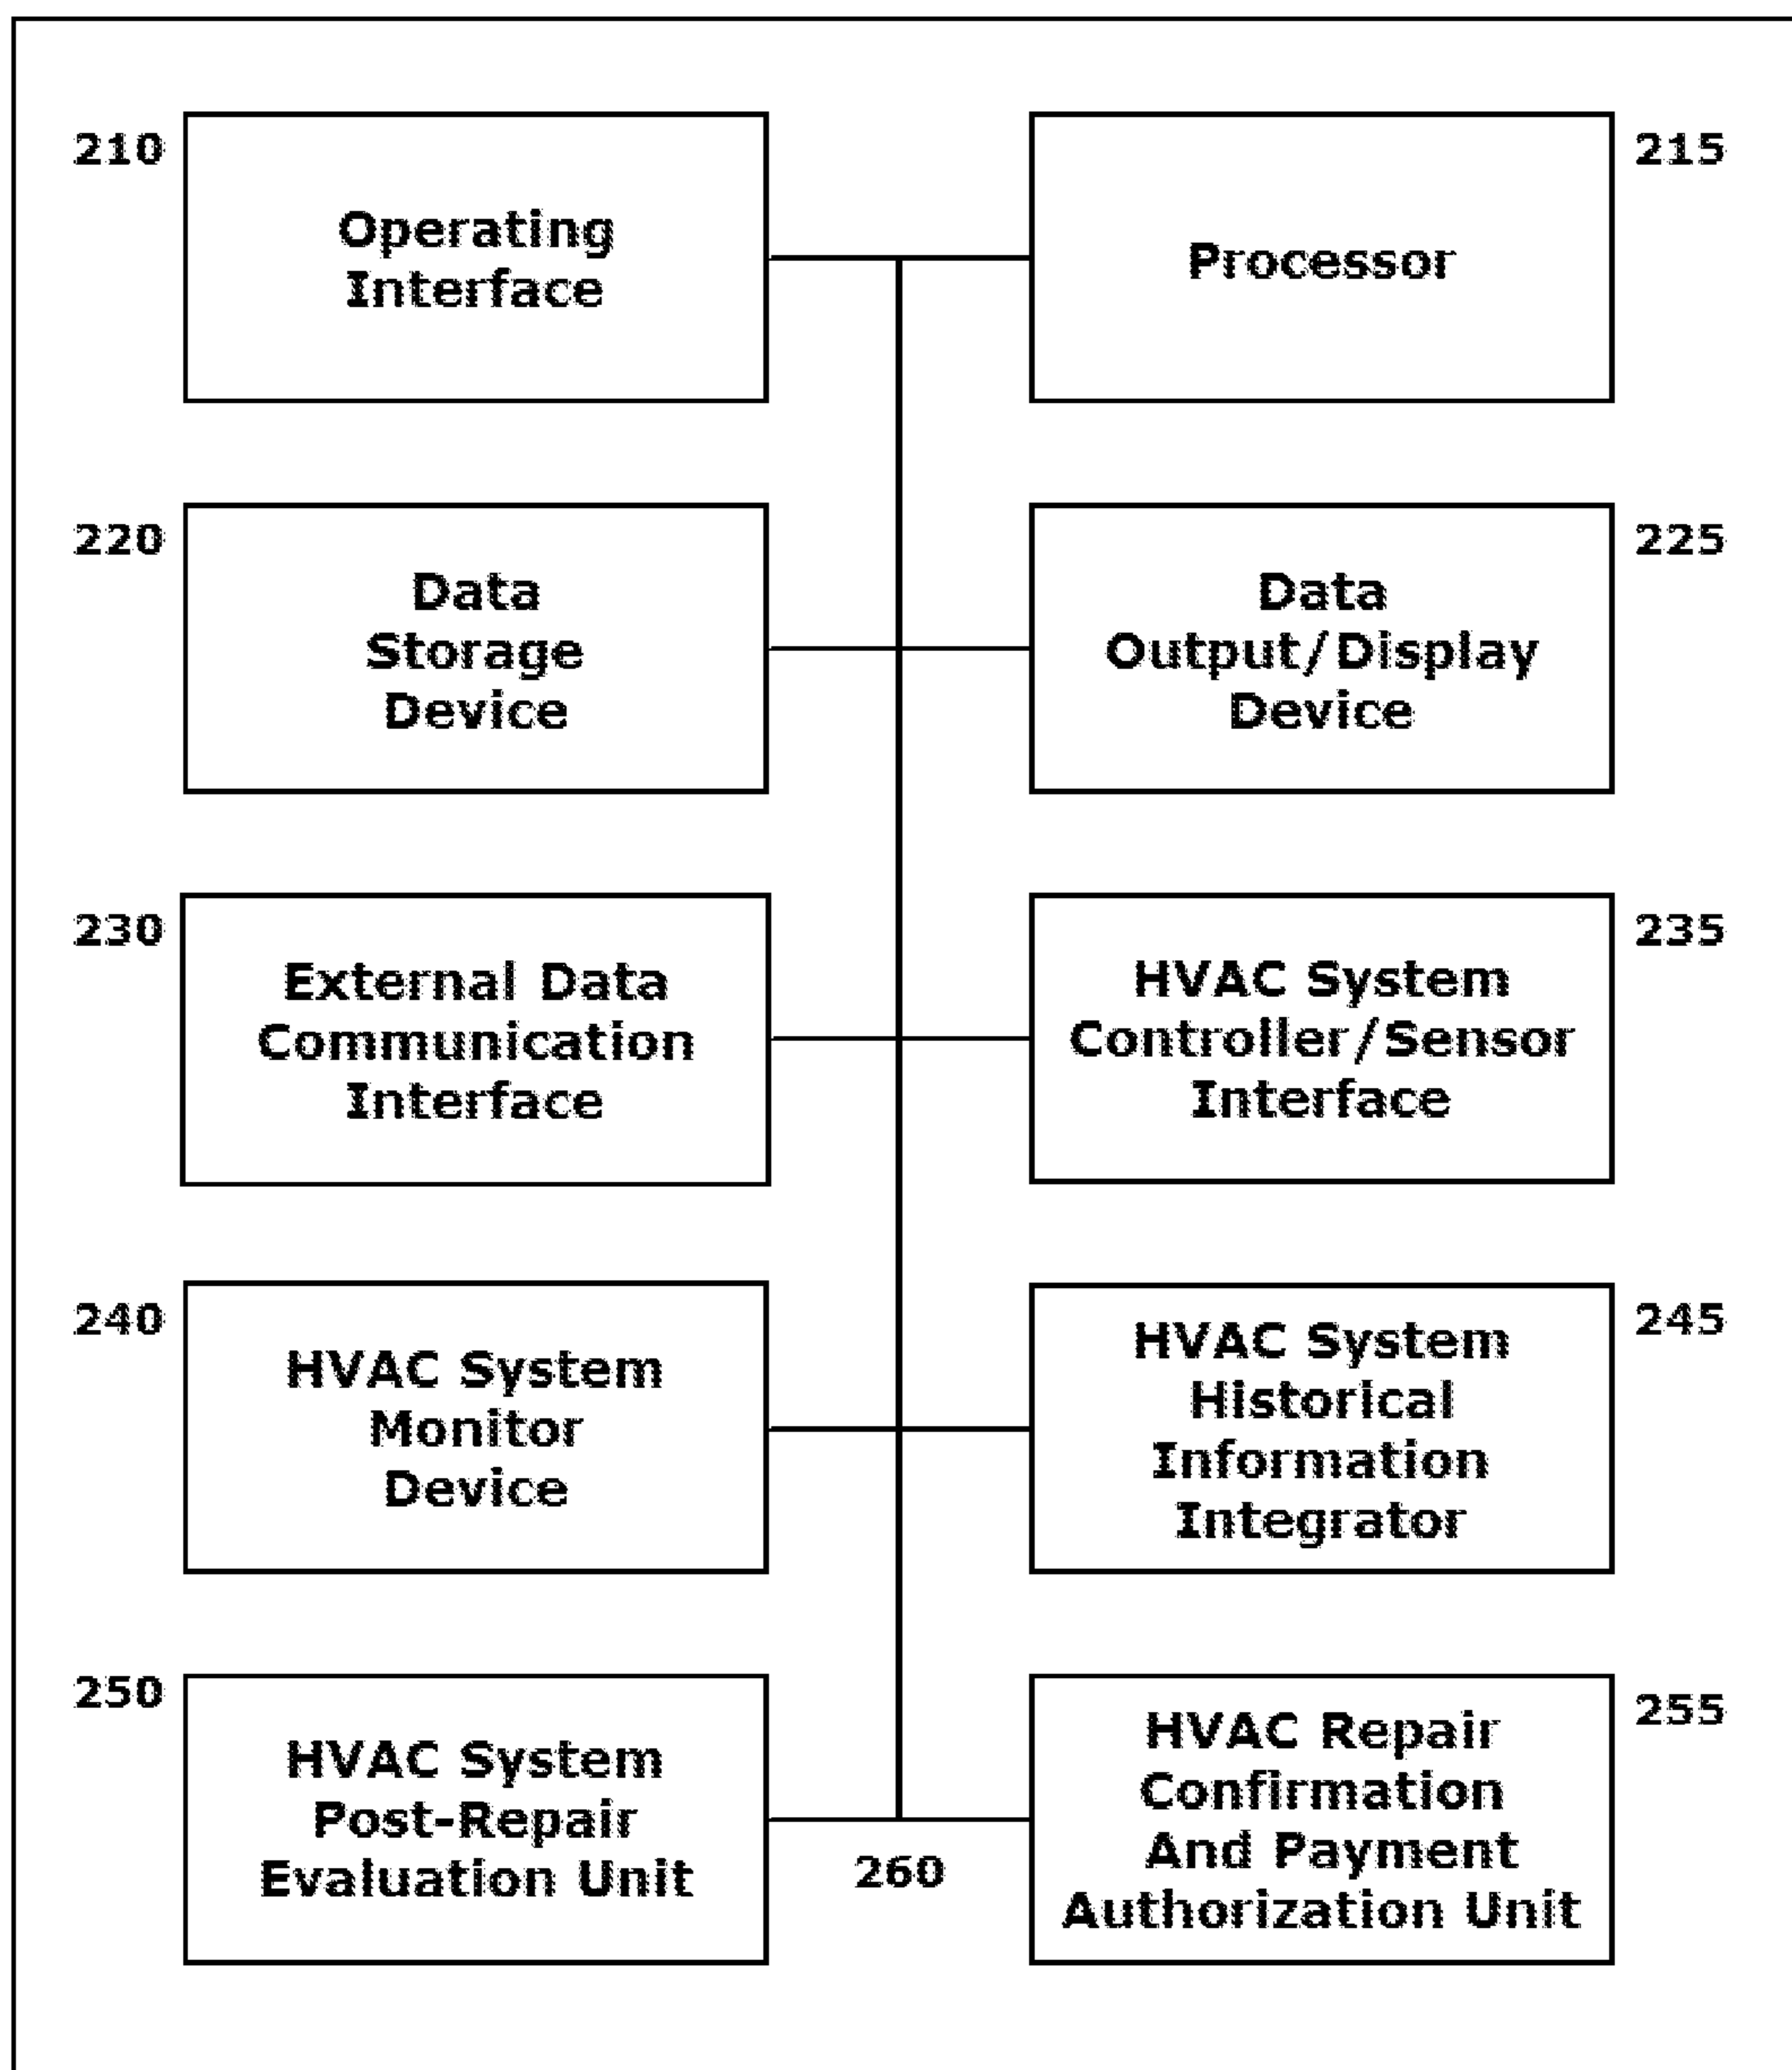 210
Operating
Interface
215
Processor
220
Data
Storage
Device
225
Data
Output/Display
Device
230
External Data
Communication
Interface
235
HVAC System
Controller/Sensor
Interface
240
HVAC System
Monitor
Device
245
HVAC System
Historical
Information
Integrator
250
HVAC System
Post-Repair
Evaluation Unit
255
HVAC Repair
Confirmation
And Payment
Authorization Unit
260